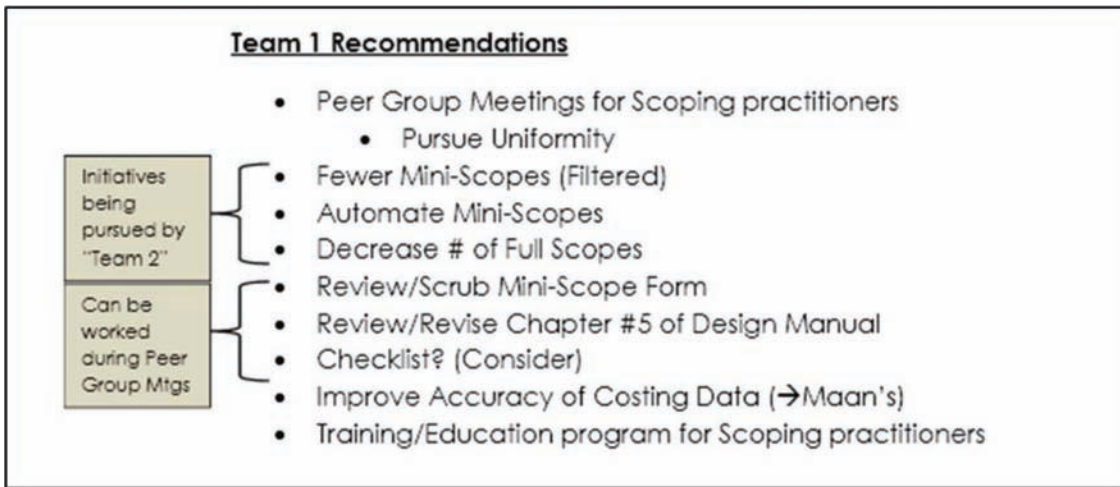 Team 1 Recommendations
• Peer Group Meetings for Scoping practitioners
• Pursue Uniformity
Initiatives
being
pursued by
"Team 2"
• Fewer Mini-Scopes (Filtered)
• Automate Mini-Scopes
• Decrease # of Full Scopes
Can be
worked
during Peer
Group Mtgs
• Review/Scrub Mini-Scope Form
• Review/Revise Chapter #5 of Design Manual
• Checklist? (Consider)
• Improve Accuracy of Costing Data (→Maan's)
• Training/Education program for Scoping practitioners